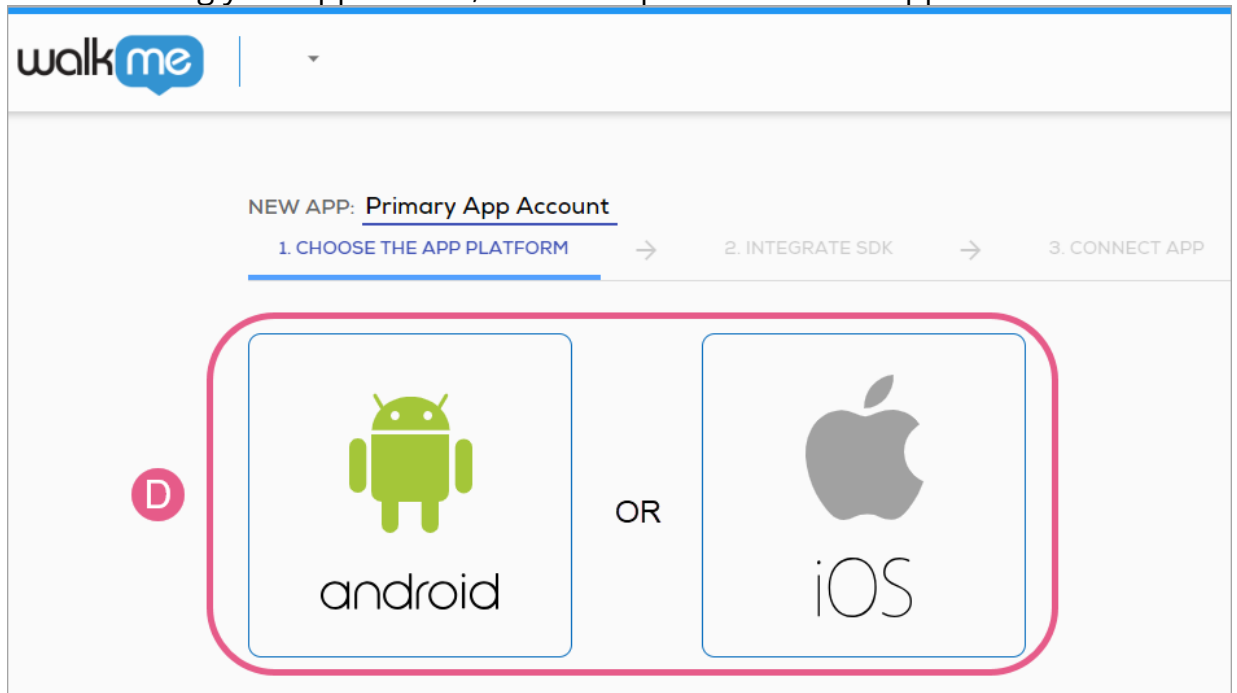 walkme
NEW APP: Primary App Account
1. CHOOSE THE APP PLATFORM → 2. INTEGRATE SDK → 3. CONNECT APP
D
OR
android
iOS